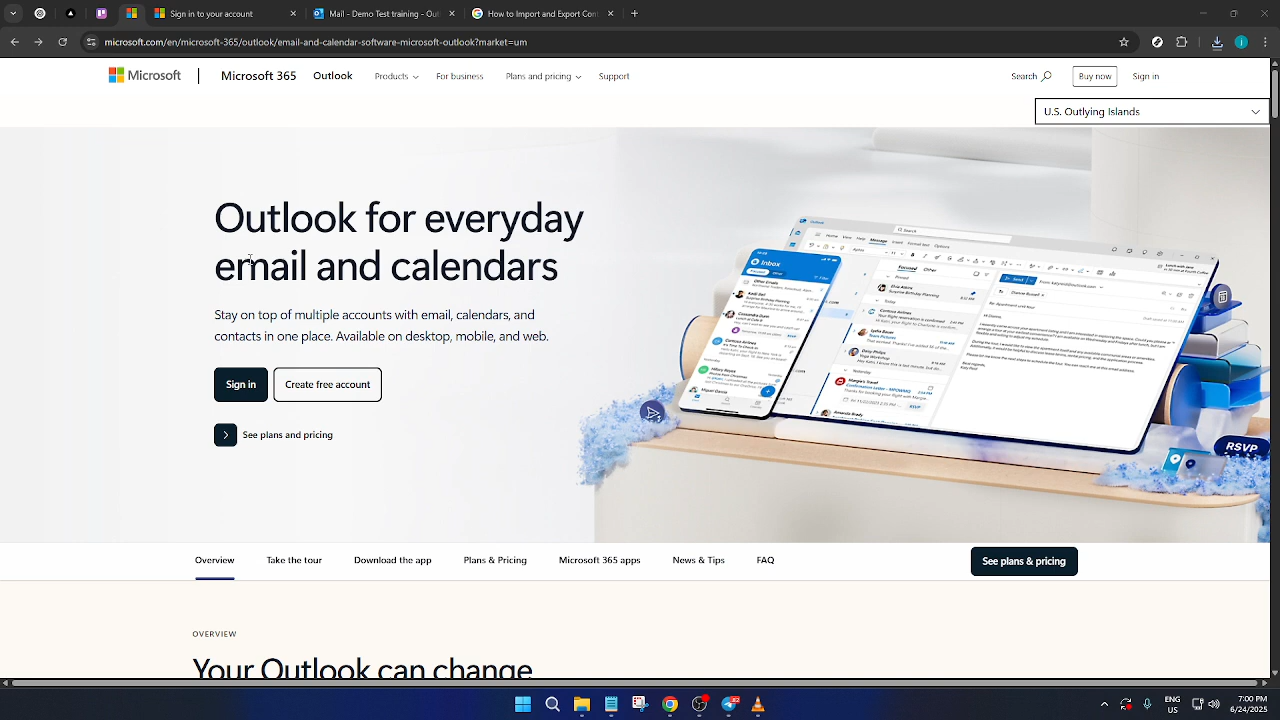 Sign in to your account
Mail - Demo Test training - Out
How to Import and Export Con
microsoft.com/en/microsoft-365/outlook/email-and-calendar-software-microsoft-outlook?market=um
Microsoft
Microsoft 365
Outlook
Products
For business
Plans and pricing
Support
Search
Buy now
Sign in
U.S. Outlying Islands
Outlook for everyday
email and calendars
Stay on top of multiple accounts with email, calendars, and
contacts in one place. Available on desktop, mobile, and web.
Sign in
Create free account
See plans and pricing
Inbox
Focused
Other
RSVP
Overview
Take the tour
Download the app
Plans & Pricing
Microsoft 365 apps
News & Tips
FAQ
See plans & pricing
OVERVIEW
Your Outlook can change
ENG
US
7:00 PM
6/24/2025